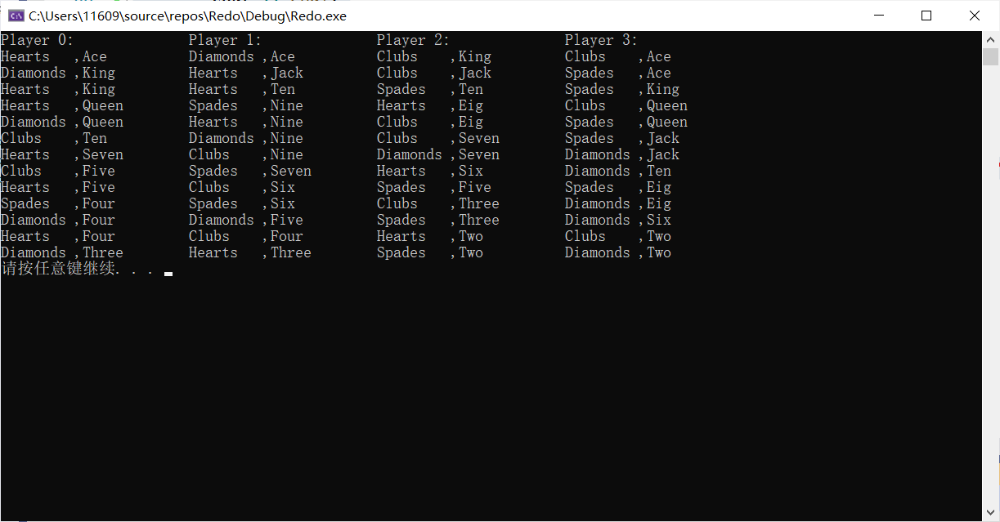 C:\Users\11609\source\repos\Redo\Debug\Redo.exe
Player 0: Player 1: Player 2: Player 3:
Hearts ,Ace Diamonds ,Ace Clubs ,King Clubs ,Ace
Diamonds ,King Hearts ,Jack Clubs ,Jack Spades ,Ace
Hearts ,King Hearts ,Ten Spades ,Ten Spades ,King
Hearts ,Queen Spades ,Nine Hearts ,Eig Clubs ,Queen
Diamonds ,Queen Hearts ,Nine Clubs ,Eig Spades ,Queen
Clubs ,Ten Diamonds ,Nine Clubs ,Seven Spades ,Jack
Hearts ,Seven Clubs ,Nine Diamonds ,Seven Diamonds ,Jack
Clubs ,Five Spades ,Seven Hearts ,Six Diamonds ,Ten
Hearts ,Five Clubs ,Six Spades ,Five Spades ,Eig
Spades ,Four Spades ,Six Clubs ,Three Diamonds ,Eig
Diamonds ,Four Diamonds ,Five Spades ,Three Diamonds ,Six
Hearts ,Four Clubs ,Four Hearts ,Two Clubs ,Two
Diamonds ,Three Hearts ,Three Spades ,Two Diamonds ,Two
请按任意键继续. . .